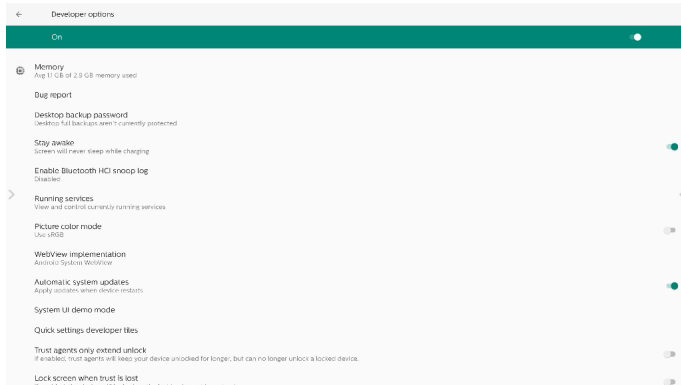 Developer options
On
Memory
Avg 1.1 GB of 2.9 GB memory used
Bug report
Desktop backup password
Desktop full backups aren't currently protected
Stay awake
Screen will never sleep while charging
Enable Bluetooth HCI snoop log
Disabled
Running services
View and control currently running services
Picture color mode
Use sRGB
WebView implementation
Android System WebView
Automatic system updates
Apply updates when device restarts
System UI demo mode
Quick settings developer tiles
Trust agents only extend unlock
If enabled, trust agents will keep your device unlocked for longer, but can no longer unlock a locked device.
Lock screen when trust is lost